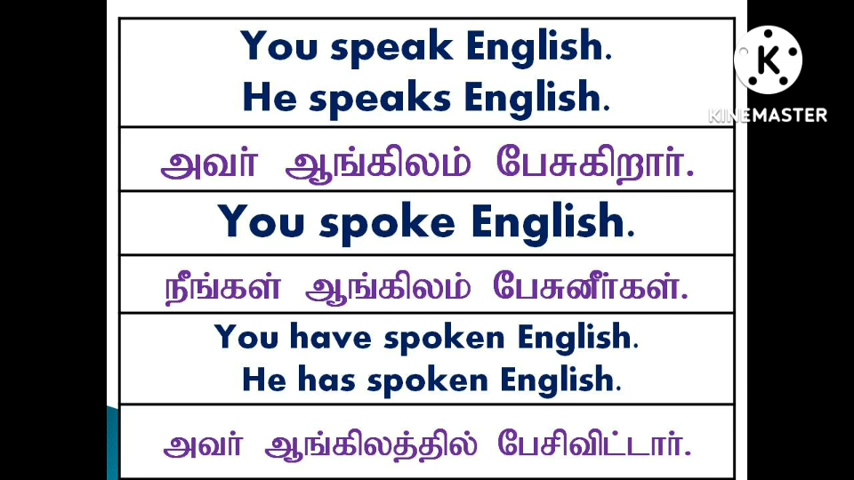 You speak English.
He speaks English.
KINEMASTER
அவர் ஆங்கிலம் பேசுகிறார்.
You spoke English.
நீங்கள் ஆங்கிலம் பேசுனீர்கள்.
You have spoken English.
He has spoken English.
அவர் ஆங்கிலத்தில் பேசிவிட்டார்.